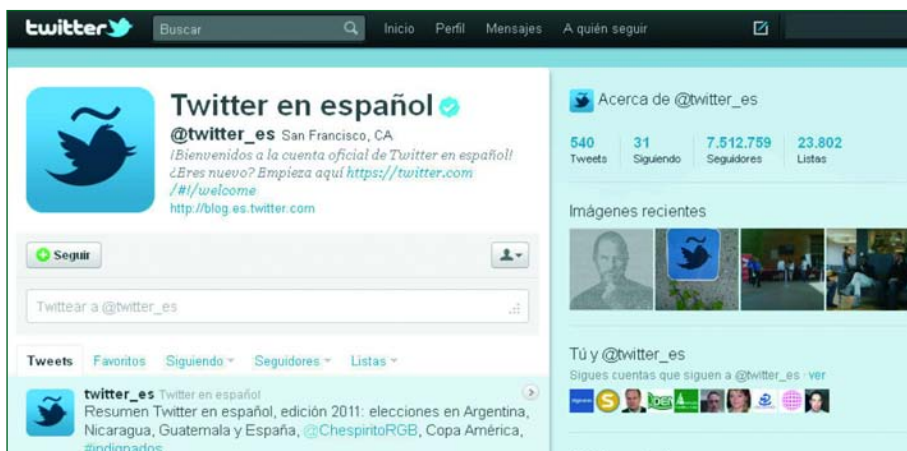 twitter
Buscar
Inicio Perfil Mensajes A quién seguir
Twitter en español
@twitter_es San Francisco, CA
¡Bienvenidos a la cuenta oficial de Twitter en español!
¿Eres nuevo? Empieza aquí https://twitter.com
/#!/welcome
http://blog.es.twitter.com
Seguir
Twittear a @twitter_es
Tweets Favoritos Siguiendo Seguidores Listas
twitter_es Twitter en español
Resumen Twitter en español, edición 2011: elecciones en Argentina,
Nicaragua, Guatemala y España, @ChespiritoRGB, Copa América,
#indignados
Acerca de @twitter_es
540 31 7.512.759 23.802
Tweets Siguiendo Seguidores Listas
Imágenes recientes
Tú y @twitter_es
Sigues cuentas que siguen a @twitter_es · ver